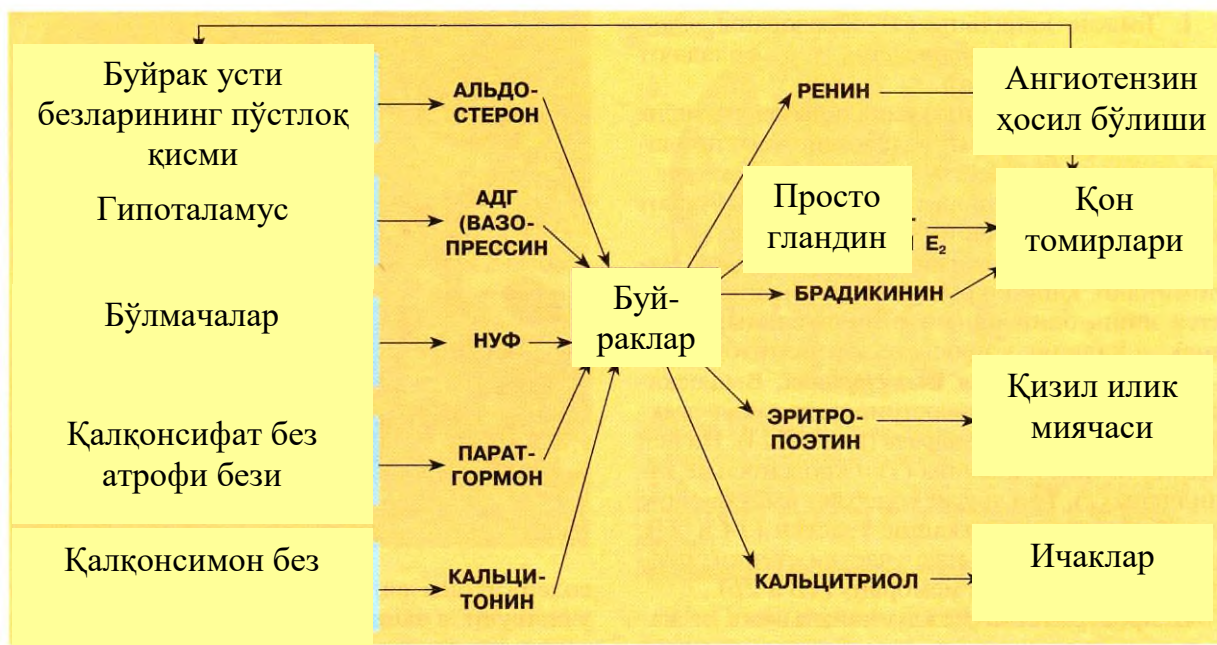 Буйрак усти
безларининг пўстлоқ
қисми
АЛЬДО-
СТЕРОН
РЕНИН
Ангиотензин
ҳосил бўлиши
Гипоталамус
АДГ
(ВАЗО-
ПРЕССИН
Просто
гландин
Е₂
Қон
томирлари
Бўлмачалар
НУФ
Буй-
раклар
БРАДИКИНИН
Қалқонсифат без
атрофи бези
ПАРАТ-
ГОРМОН
ЭРИТРО-
ПОЭТИН
Қизил илик
миячаси
Қалқонсимон без
КАЛЬЦИ-
ТОНИН
КАЛЬЦИТРИОЛ
Ичаклар